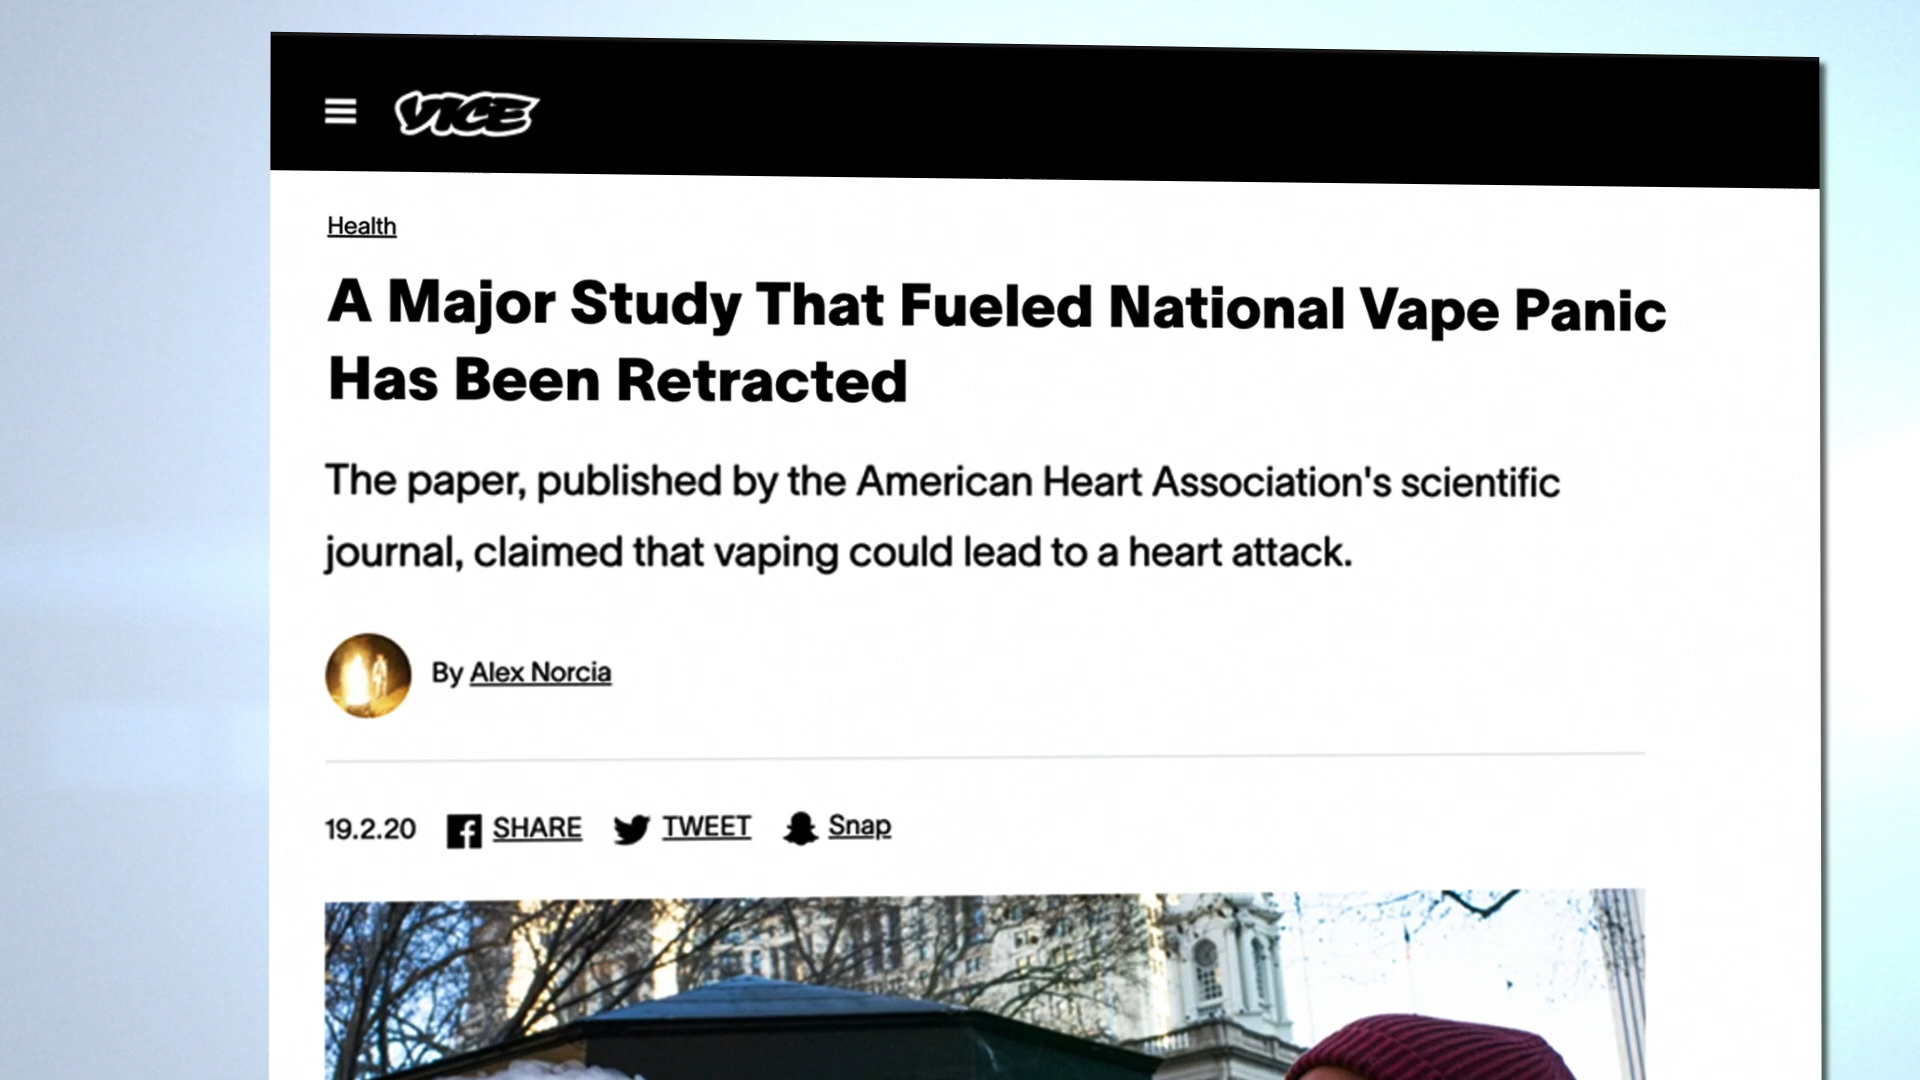 VICE
Health
A Major Study That Fueled National Vape Panic
Has Been Retracted
The paper, published by the American Heart Association's scientific
journal, claimed that vaping could lead to a heart attack.
By Alex Norcia
19.2.20 SHARE TWEET Snap